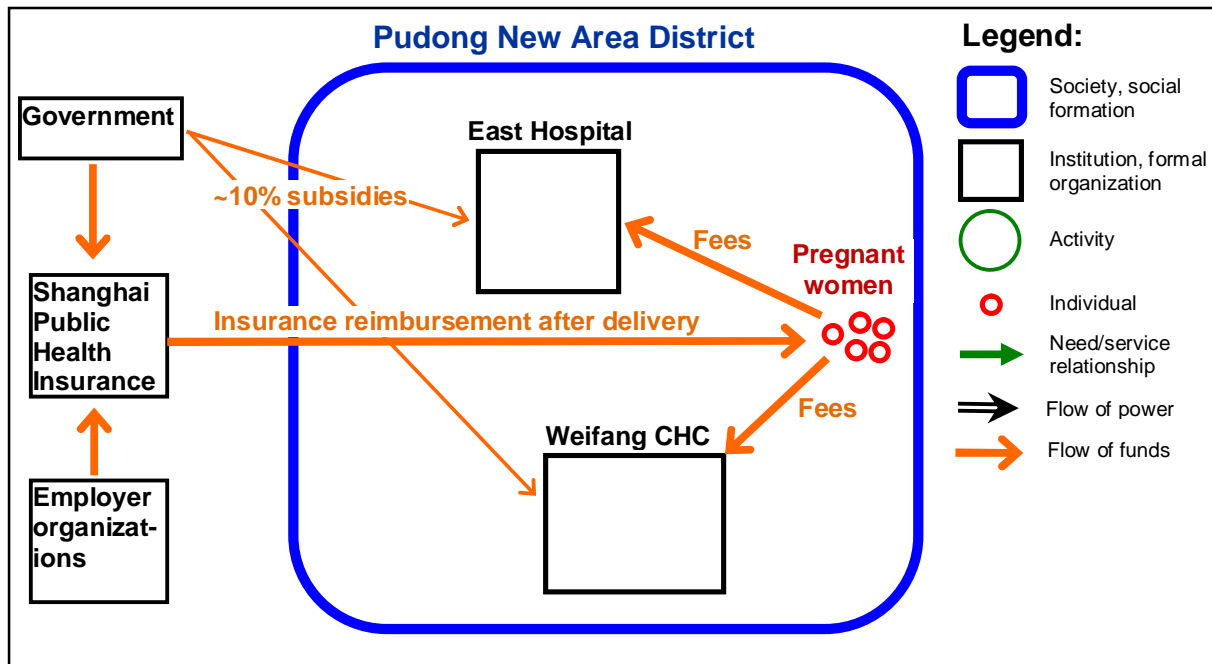 Pudong New Area District
Government
East Hospital
~10% subsidies
Fees
Pregnant
women
Shanghai
Public
Health
Insurance
Insurance reimbursement after delivery
Fees
Weifang CHC
Employer
organizat-
ions
Legend:
Society, social
formation
Institution, formal
organization
Activity
Individual
Need/service
relationship
Flow of power
Flow of funds